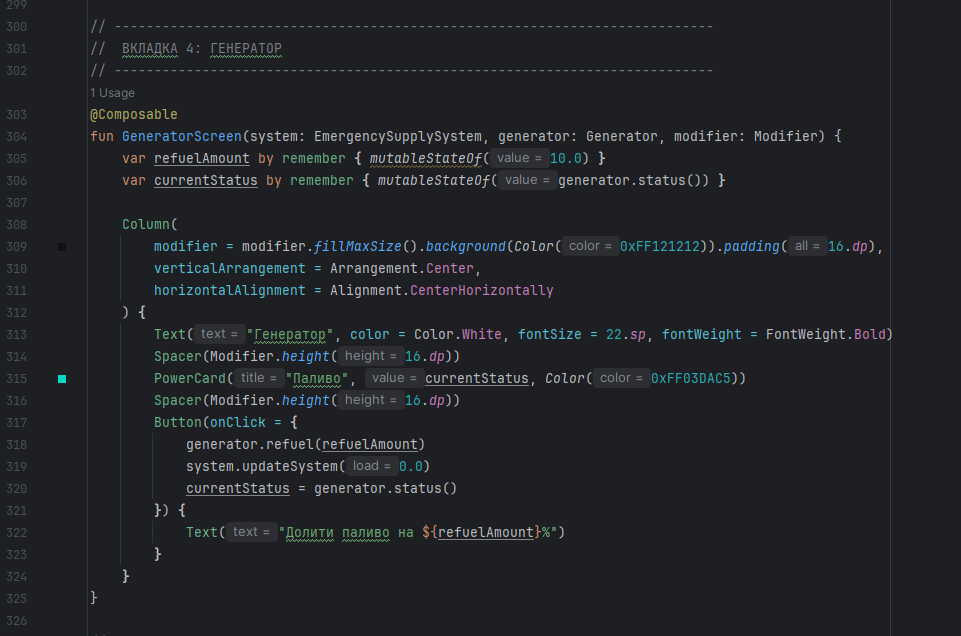 299
300 // ---------------------------------------------------------------------------
301 // ВКЛАДКА 4: ГЕНЕРАТОР
302 // ---------------------------------------------------------------------------
1 Usage
303 @Composable
304 fun GeneratorScreen(system: EmergencySupplySystem, generator: Generator, modifier: Modifier) {
305 var refuelAmount by remember { mutableStateOf( value = 10.0) }
306 var currentStatus by remember { mutableStateOf( value = generator.status()) }
307
308 Column(
309 modifier = modifier.fillMaxSize().background(Color( color = 0xFF121212)).padding( all = 16.dp),
310 verticalArrangement = Arrangement.Center,
311 horizontalAlignment = Alignment.CenterHorizontally
312 ) {
313 Text( text = "Генератор", color = Color.White, fontSize = 22.sp, fontWeight = FontWeight.Bold)
314 Spacer(Modifier.height( height = 16.dp))
315 PowerCard( title = "Паливо", value = currentStatus, Color( color = 0xFF03DAC5))
316 Spacer(Modifier.height( height = 16.dp))
317 Button(onClick = {
318 generator.refuel(refuelAmount)
319 system.updateSystem( load = 0.0)
320 currentStatus = generator.status()
321 }) {
322 Text( text = "Долити паливо на ${refuelAmount}%")
323 }
324 }
325 }
326